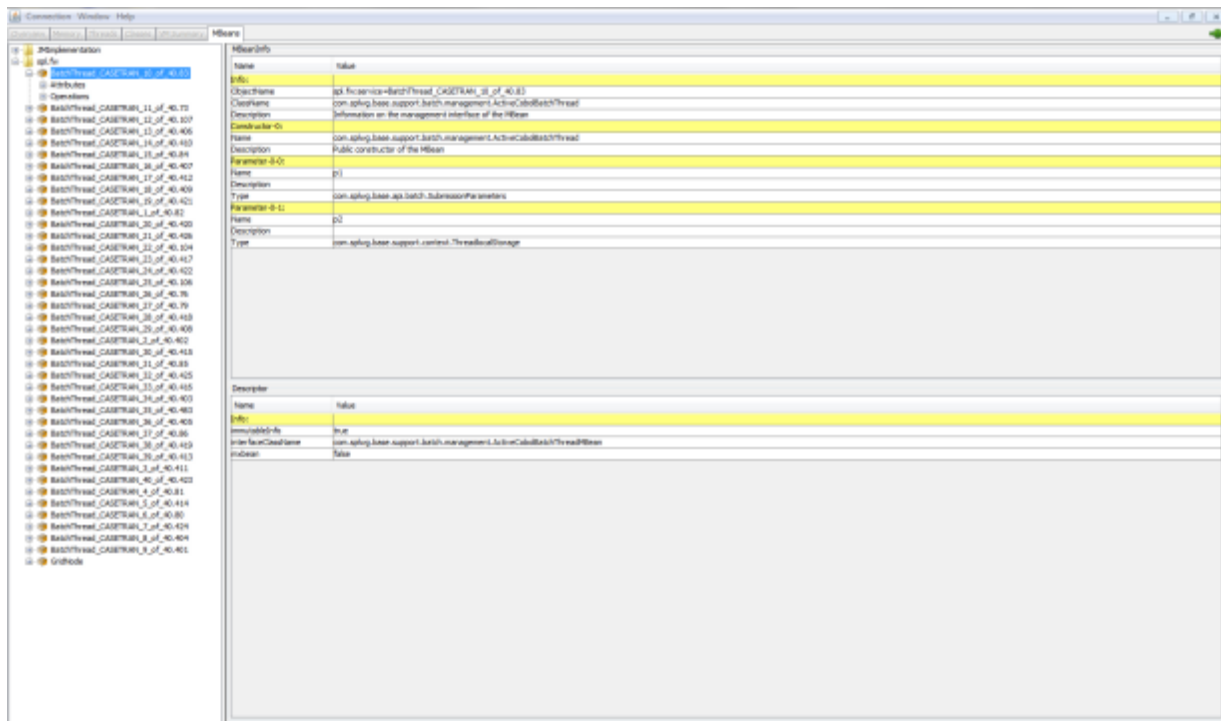 Connection Window Help
Overview Memory Threads Classes VM Summary MBeans
JMImplementation
spl.fw
BatchThread_CASETRAN_10_of_40.83
Attributes
Operations
BatchThread_CASETRAN_11_of_40.73
BatchThread_CASETRAN_12_of_40.107
BatchThread_CASETRAN_13_of_40.406
BatchThread_CASETRAN_14_of_40.410
BatchThread_CASETRAN_15_of_40.84
BatchThread_CASETRAN_16_of_40.407
BatchThread_CASETRAN_17_of_40.412
BatchThread_CASETRAN_18_of_40.409
BatchThread_CASETRAN_19_of_40.421
BatchThread_CASETRAN_1_of_40.82
BatchThread_CASETRAN_20_of_40.420
BatchThread_CASETRAN_21_of_40.426
BatchThread_CASETRAN_22_of_40.104
BatchThread_CASETRAN_23_of_40.417
BatchThread_CASETRAN_24_of_40.422
BatchThread_CASETRAN_25_of_40.106
BatchThread_CASETRAN_26_of_40.76
BatchThread_CASETRAN_27_of_40.79
BatchThread_CASETRAN_28_of_40.418
BatchThread_CASETRAN_29_of_40.408
BatchThread_CASETRAN_2_of_40.402
BatchThread_CASETRAN_30_of_40.415
BatchThread_CASETRAN_31_of_40.85
BatchThread_CASETRAN_32_of_40.425
BatchThread_CASETRAN_33_of_40.416
BatchThread_CASETRAN_34_of_40.403
BatchThread_CASETRAN_35_of_40.483
BatchThread_CASETRAN_36_of_40.405
BatchThread_CASETRAN_37_of_40.86
BatchThread_CASETRAN_38_of_40.419
BatchThread_CASETRAN_39_of_40.413
BatchThread_CASETRAN_3_of_40.411
BatchThread_CASETRAN_40_of_40.423
BatchThread_CASETRAN_4_of_40.81
BatchThread_CASETRAN_5_of_40.414
BatchThread_CASETRAN_6_of_40.80
BatchThread_CASETRAN_7_of_40.424
BatchThread_CASETRAN_8_of_40.404
BatchThread_CASETRAN_9_of_40.401
GridNode
MBeanInfo
Name Value
Info:
ObjectName spl.fw:service=BatchThread_CASETRAN_10_of_40.83
ClassName com.splwg.base.support.batch.management.ActiveCobolBatchThread
Description Information on the management interface of the MBean
Constructor-0:
Name com.splwg.base.support.batch.management.ActiveCobolBatchThread
Description Public constructor of the MBean
Parameter-0-0:
Name p1
Description
Type com.splwg.base.api.batch.SubmissionParameters
Parameter-0-1:
Name p2
Description
Type com.splwg.base.support.context.ThreadlocalStorage
Descriptor
Name Value
Info:
immutableInfo true
interfaceClassName com.splwg.base.support.batch.management.ActiveCobolBatchThreadMBean
mxbean false